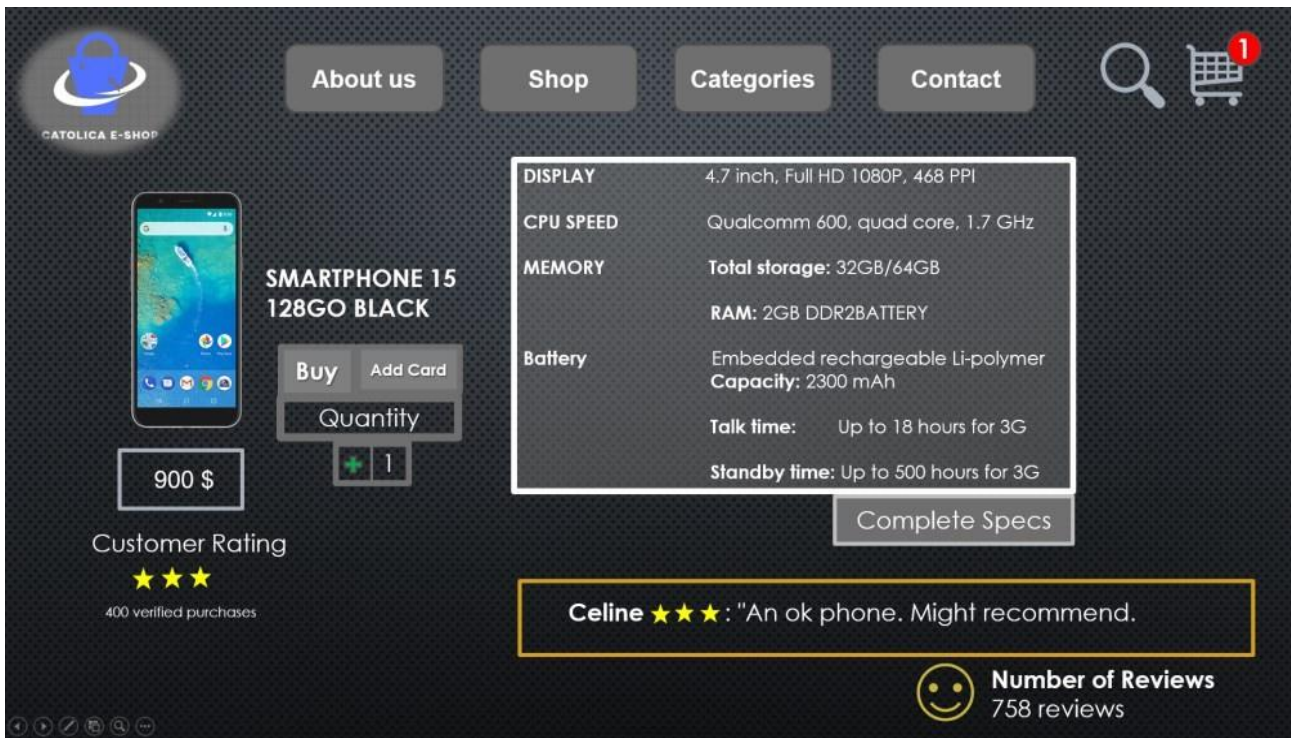 CATOLICA E-SHOP
About us
Shop
Categories
Contact
1
DISPLAY 4.7 inch, Full HD 1080P, 468 PPI
CPU SPEED Qualcomm 600, quad core, 1.7 GHz
MEMORY Total storage: 32GB/64GB
RAM: 2GB DDR2BATTERY
Battery Embedded rechargeable Li-polymer
Capacity: 2300 mAh
Talk time: Up to 18 hours for 3G
Standby time: Up to 500 hours for 3G
Complete Specs
SMARTPHONE 15
128GO BLACK
Buy
Add Card
Quantity
1
900 $
Customer Rating
400 verified purchases
Celine ★★★: "An ok phone. Might recommend.
Number of Reviews
758 reviews